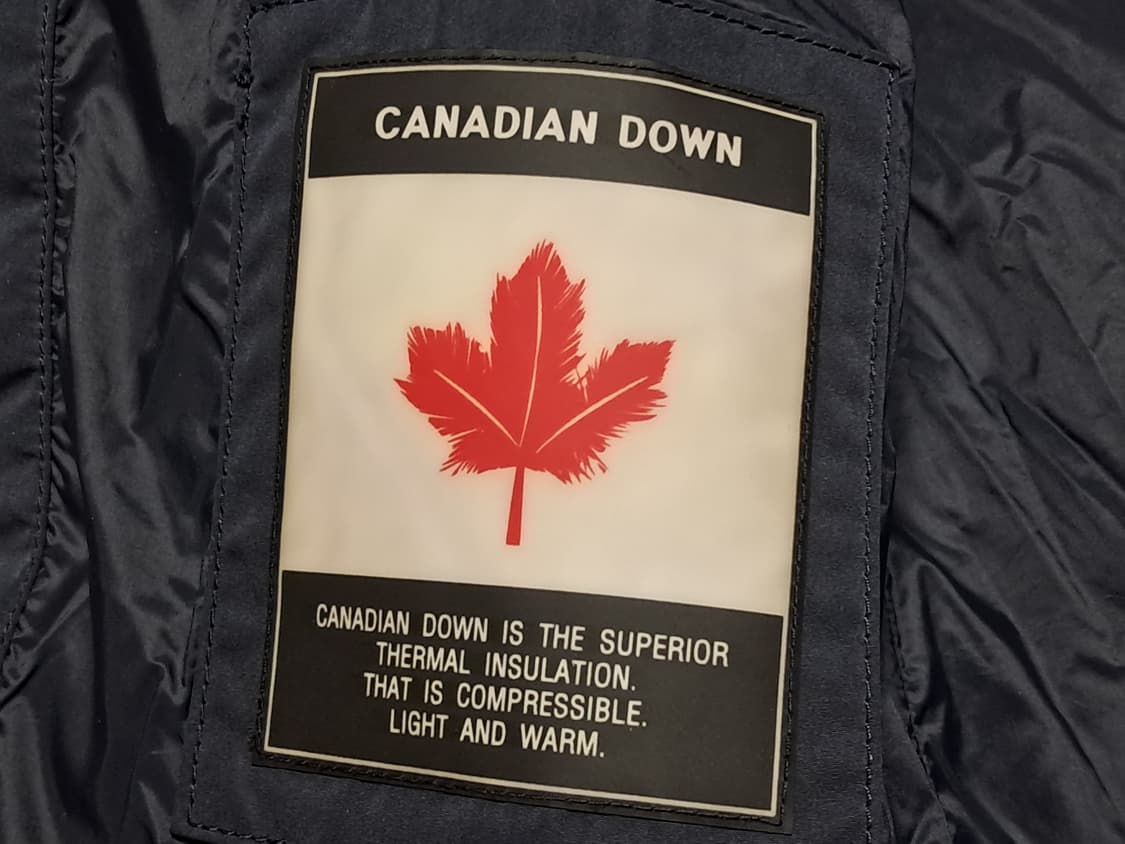 CANADIAN DOWN
CANADIAN DOWN IS THE SUPERIOR
THERMAL INSULATION.
THAT IS COMPRESSIBLE.
LIGHT AND WARM.